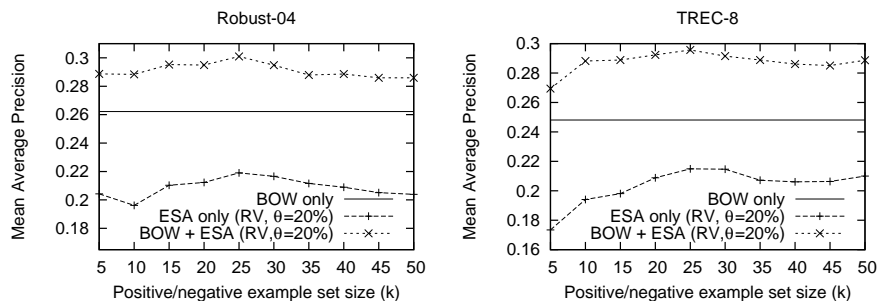 Robust-04
Mean Average Precision
0.3
0.28
0.26
0.24
0.22
0.2
0.18
BOW only
ESA only (RV, θ=20%)
BOW + ESA (RV,θ=20%)
5 10 15 20 25 30 35 40 45 50
Positive/negative example set size (k)
TREC-8
Mean Average Precision
0.3
0.28
0.26
0.24
0.22
0.2
0.18
0.16
BOW only
ESA only (RV, θ=20%)
BOW + ESA (RV,θ=20%)
5 10 15 20 25 30 35 40 45 50
Positive/negative example set size (k)